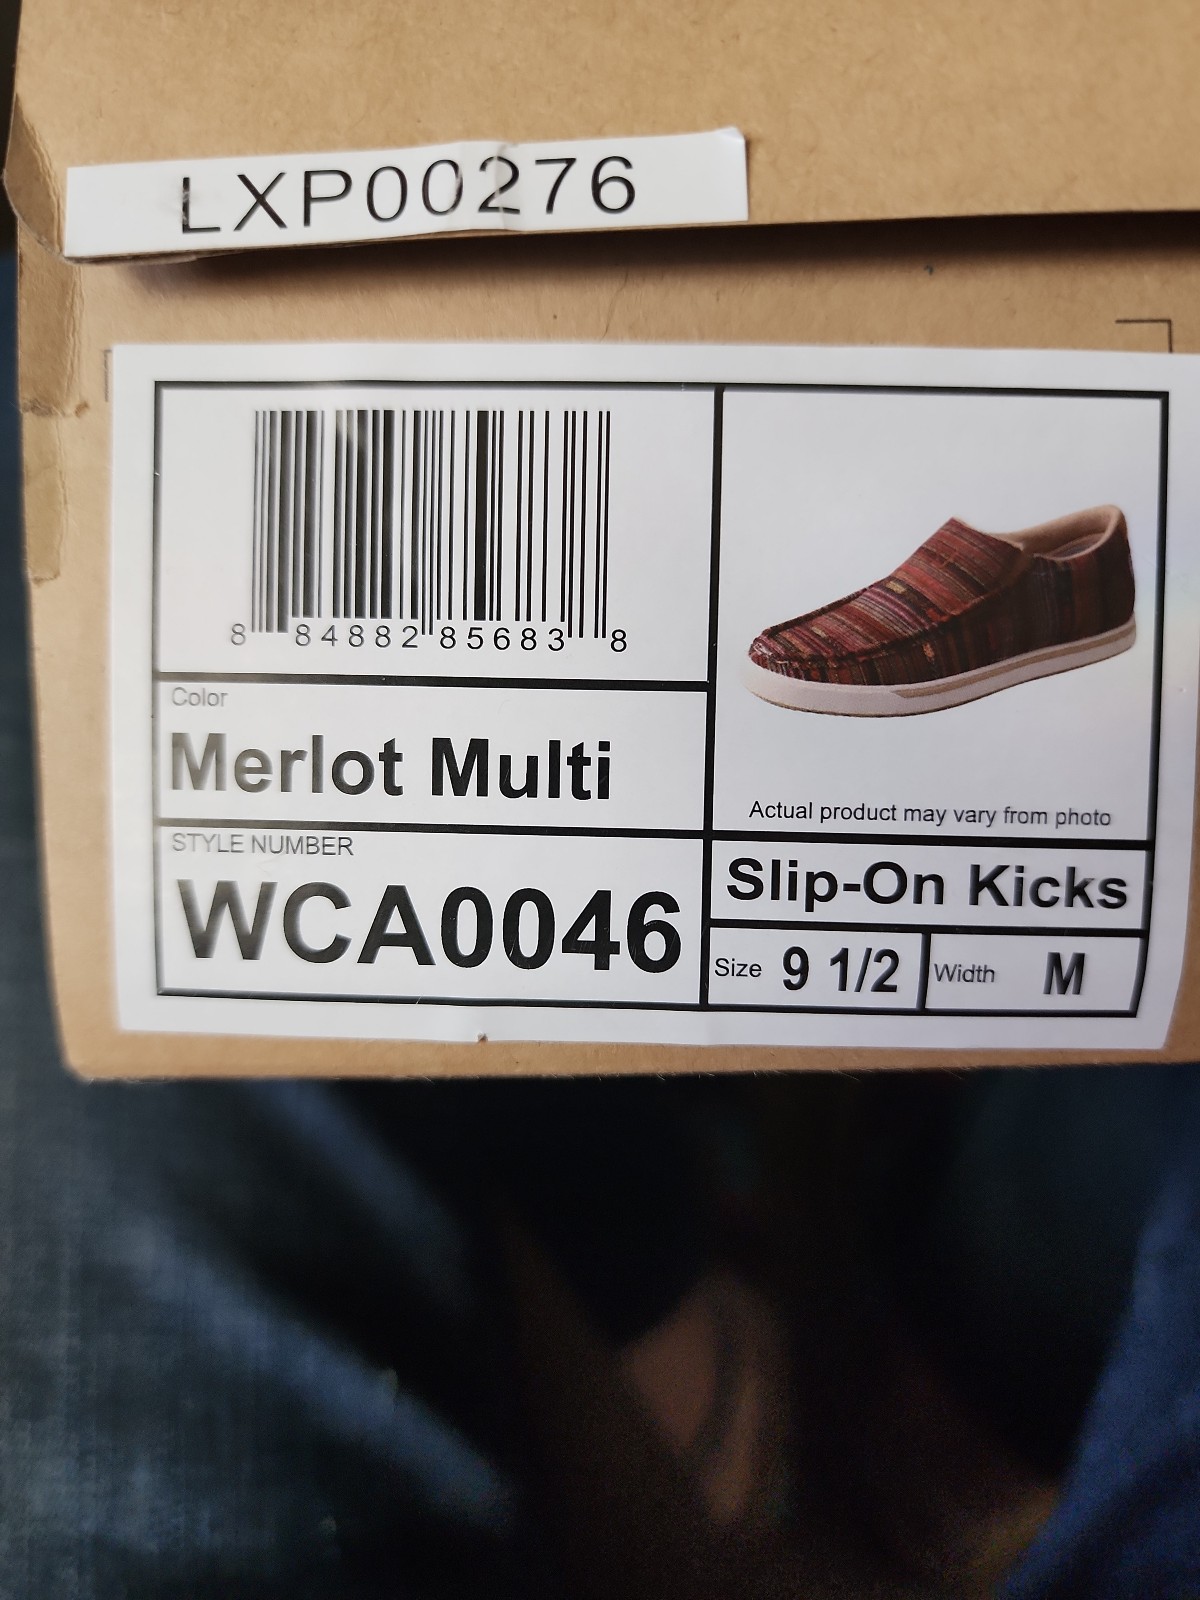 LXP00276
8 84882 85683 8
Color
Merlot Multi
STYLE NUMBER
WCA0046
Actual product may vary from photo
Slip-On Kicks
Size 9 1/2 Width M